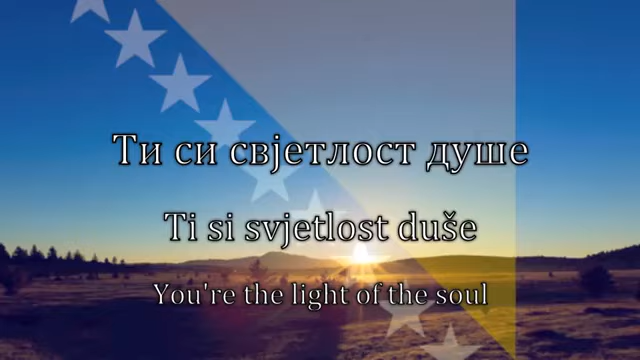 Ти си свјетлост душе
Ti si svjetlost duše
You're the light of the soul